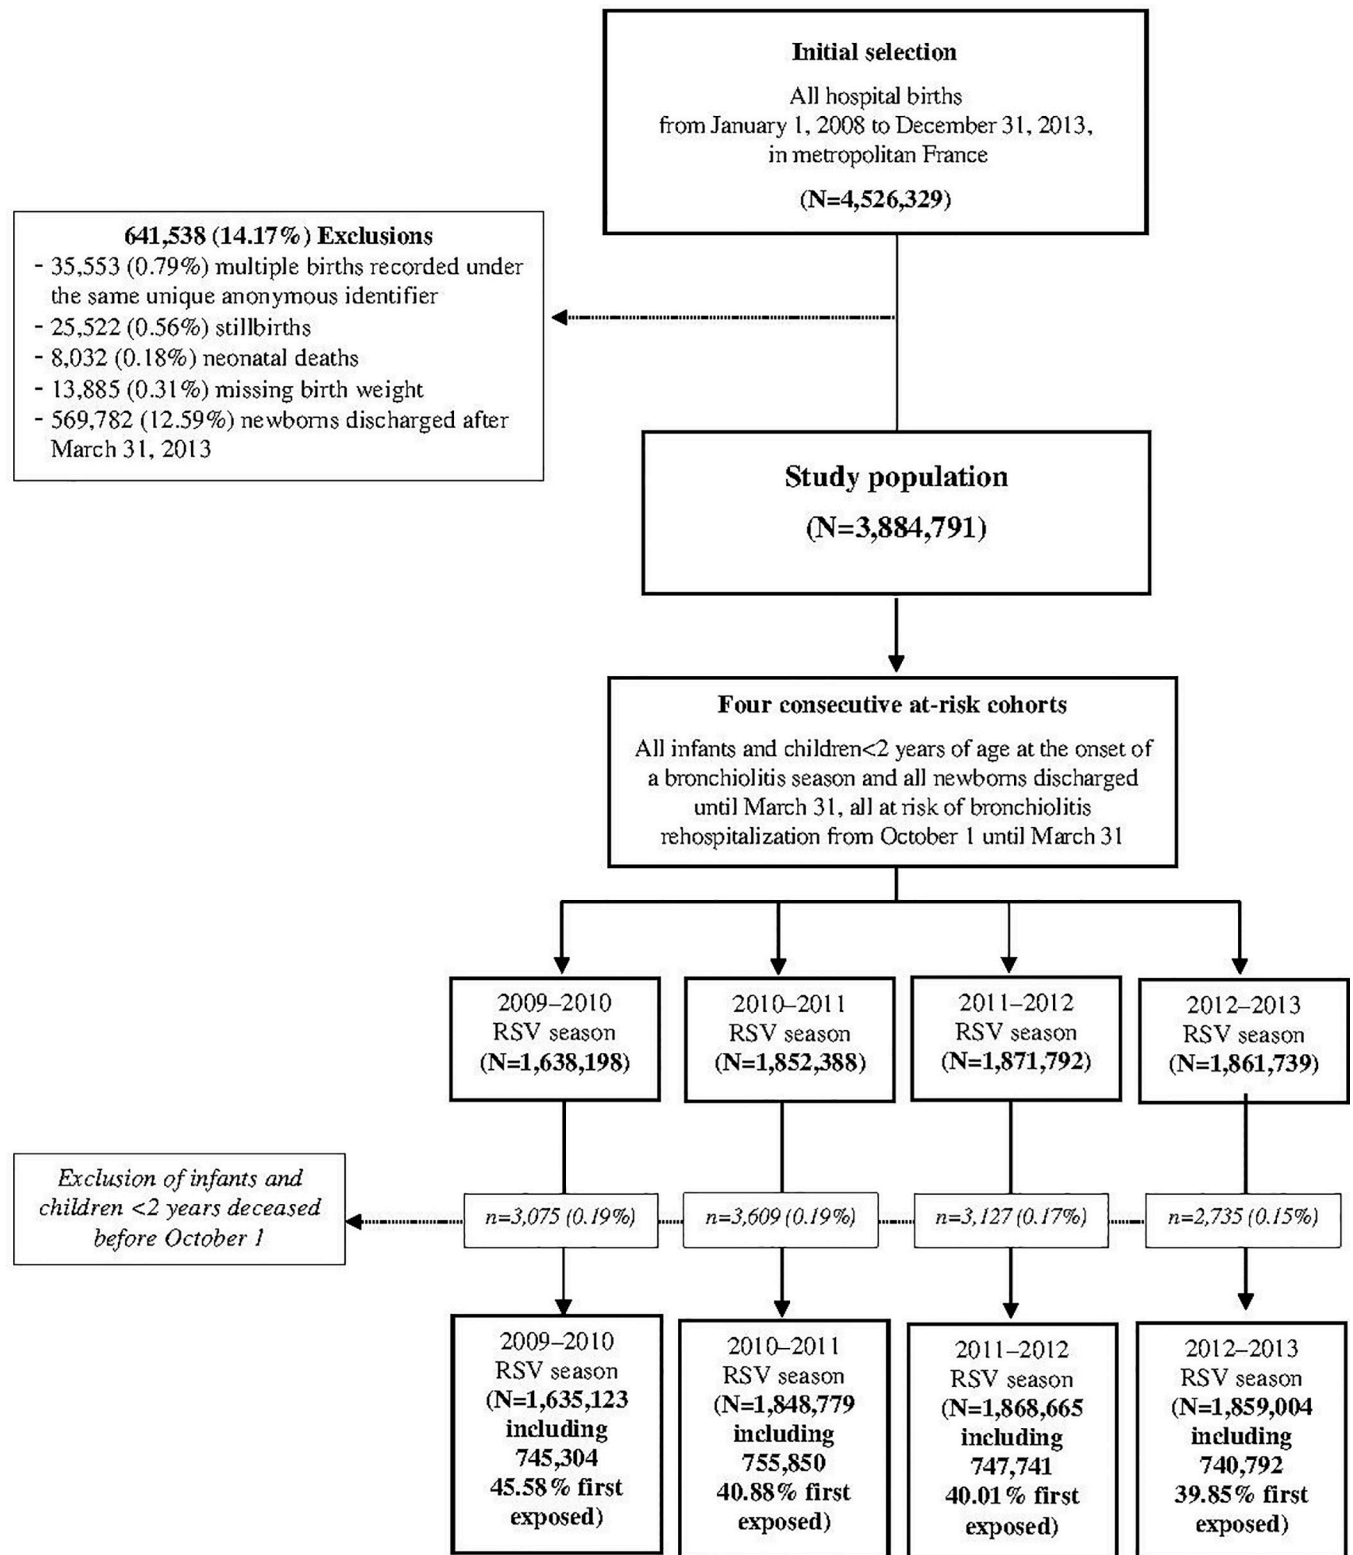 Initial selection
All hospital births
from January 1, 2008 to December 31, 2013,
in metropolitan France
(N=4,526,329)
641,538 (14.17%) Exclusions
- 35,553 (0.79%) multiple births recorded under
the same unique anonymous identifier
- 25,522 (0.56%) stillbirths
- 8,032 (0.18%) neonatal deaths
- 13,885 (0.31%) missing birth weight
- 569,782 (12.59%) newborns discharged after
March 31, 2013
Study population
(N=3,884,791)
Four consecutive at-risk cohorts
All infants and children<2 years of age at the onset of
a bronchiolitis season and all newborns discharged
until March 31, all at risk of bronchiolitis
rehospitalization from October 1 until March 31
2009–2010
RSV season
(N=1,638,198)
2010–2011
RSV season
(N=1,852,388)
2011–2012
RSV season
(N=1,871,792)
2012–2013
RSV season
(N=1,861,739)
Exclusion of infants and
children <2 years deceased
before October 1
n=3,075 (0.19%)
n=3,609 (0.19%)
n=3,127 (0.17%)
n=2,735 (0.15%)
2009–2010
RSV season
(N=1,635,123
including
745,304
45.58% first
exposed)
2010–2011
RSV season
(N=1,848,779
including
755,850
40.88% first
exposed)
2011–2012
RSV season
(N=1,868,665
including
747,741
40.01% first
exposed)
2012–2013
RSV season
(N=1,859,004
including
740,792
39.85% first
exposed)